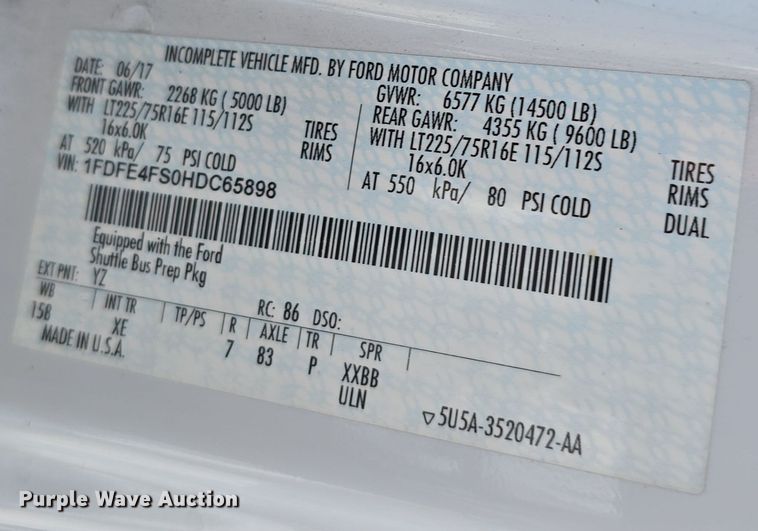 INCOMPLETE VEHICLE MFD. BY FORD MOTOR COMPANY
DATE: 06/17
GVWR: 6577 KG (14500 LB)
FRONT GAWR: 2268 KG ( 5000 LB)
REAR GAWR: 4355 KG ( 9600 LB)
WITH LT225/75R16E 115/112S TIRES
WITH LT225/75R16E 115/112S TIRES
16x6.0K RIMS
16x6.0K RIMS
AT 520 kPa/ 75 PSI COLD
AT 550 kPa/ 80 PSI COLD DUAL
VIN: 1FDFE4FS0HDC65898
Equipped with the Ford
Shuttle Bus Prep Pkg
EXT PNT: YZ RC: 86 DSO:
WB INT TR TP/PS R AXLE TR SPR
158 XE 7 83 P XXBB
MADE IN U.S.A. ULN
5U5A-3520472-AA
Purple Wave Auction